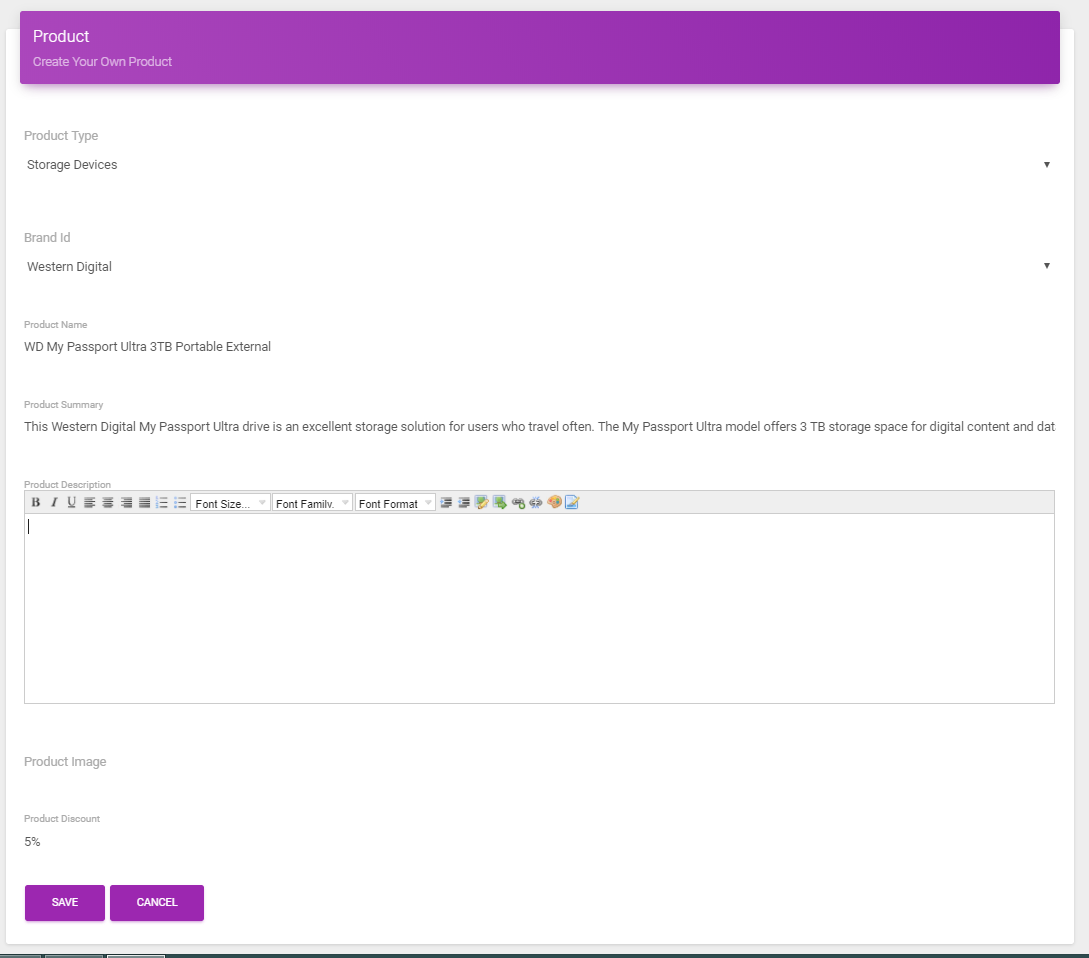 Product
Create Your Own Product
Product Type
Storage Devices
Brand Id
Western Digital
Product Name
WD My Passport Ultra 3TB Portable External
Product Summary
This Western Digital My Passport Ultra drive is an excellent storage solution for users who travel often. The My Passport Ultra model offers 3 TB storage space for digital content and dat
Product Description
B I U Font Size... Font Family. Font Format
Product Image
Product Discount
5%
SAVE CANCEL